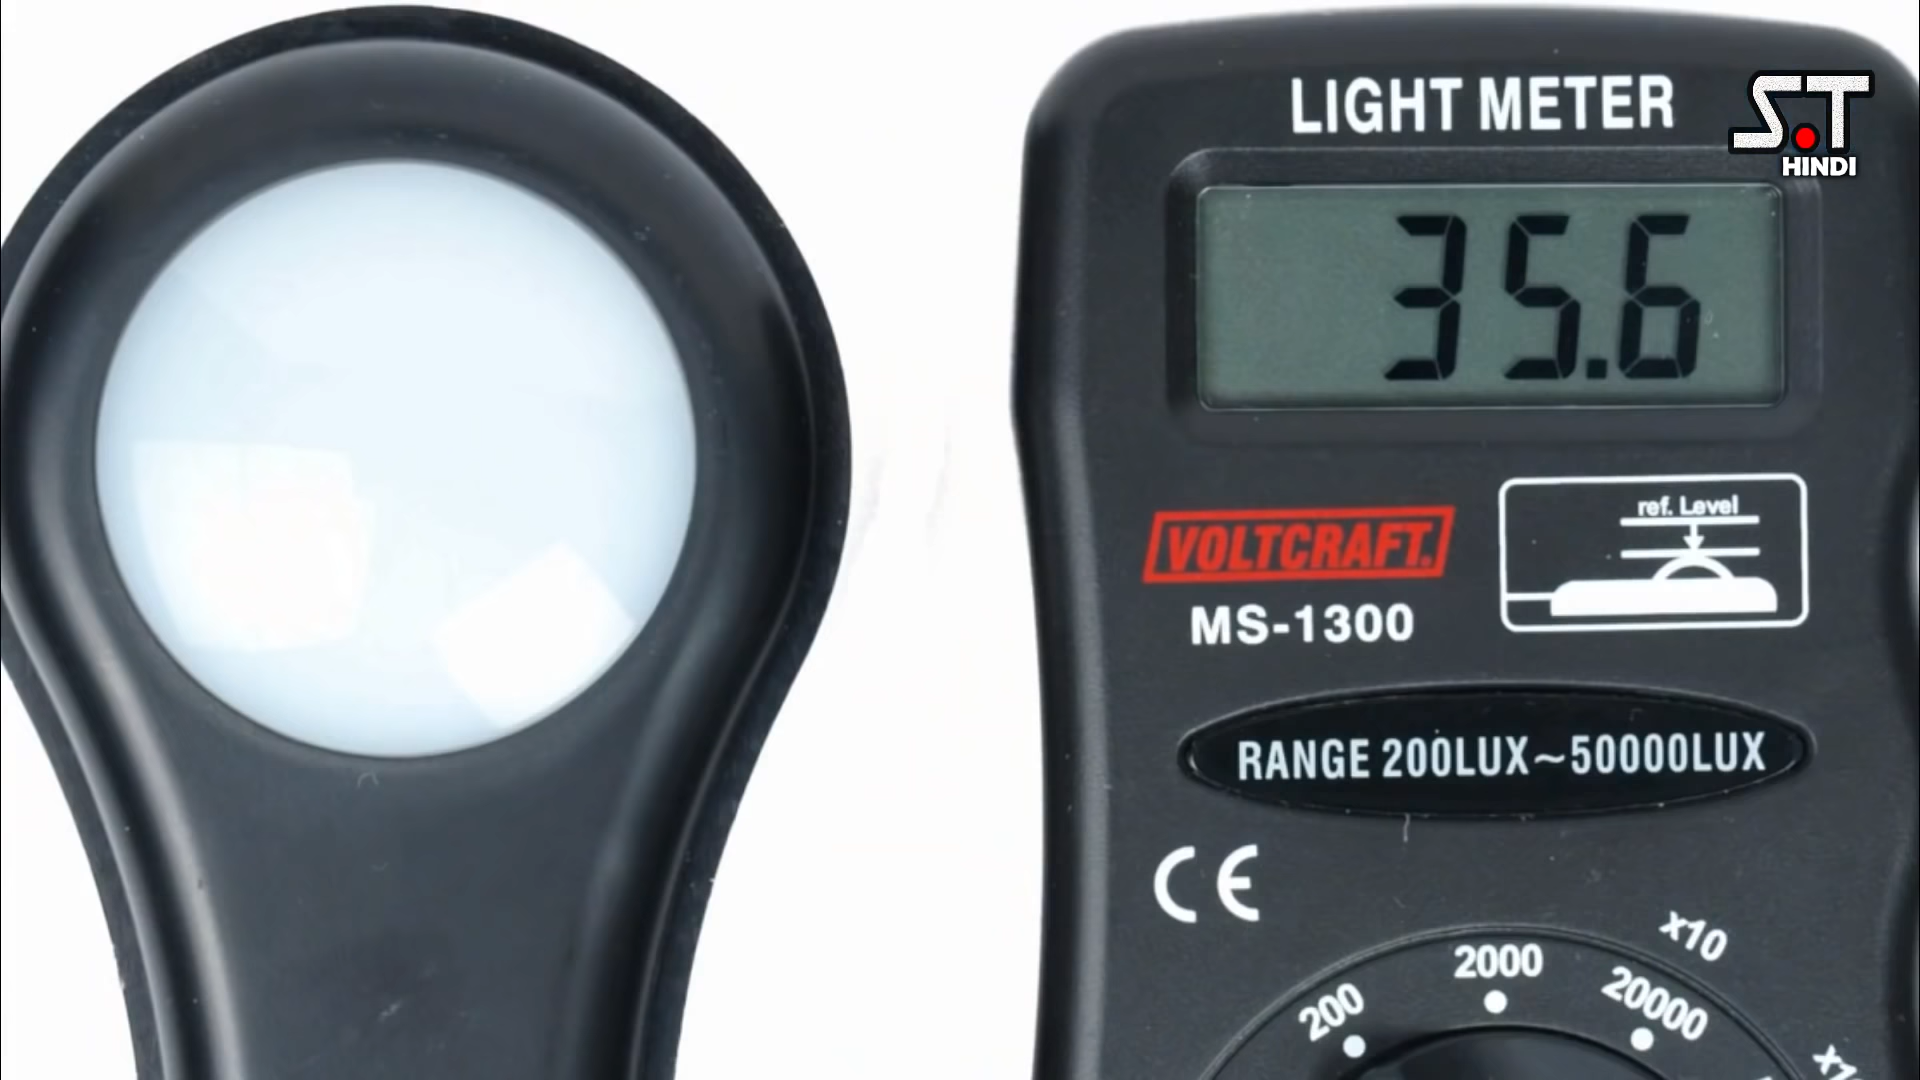 LIGHT METER
S.T
HINDI
35.6
ref. Level
VOLTCRAFT.
MS-1300
RANGE 200LUX~50000LUX
CE
x10
2000
200
20000